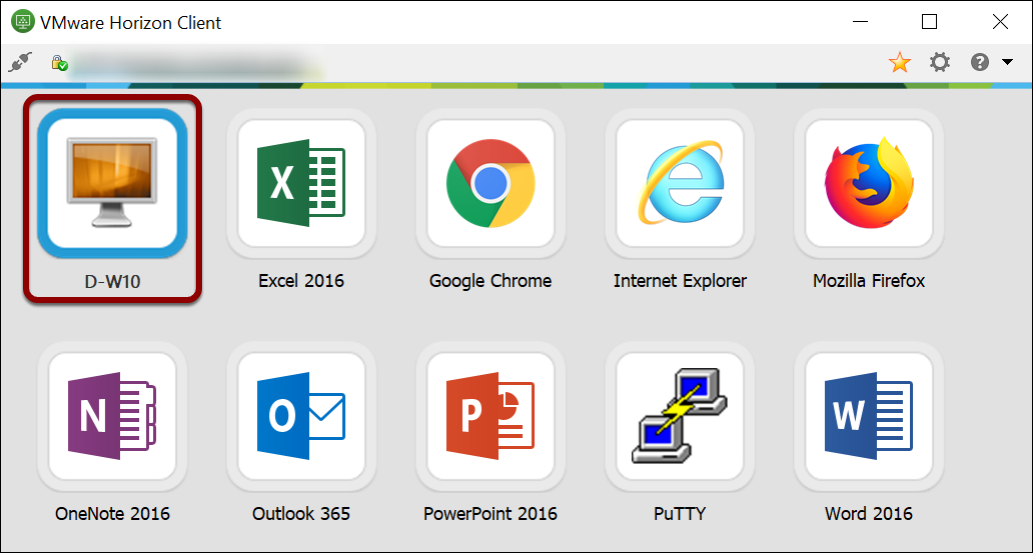 VMware Horizon Client
D-W10
Excel 2016
Google Chrome
Internet Explorer
Mozilla Firefox
OneNote 2016
Outlook 365
PowerPoint 2016
PuTTY
Word 2016